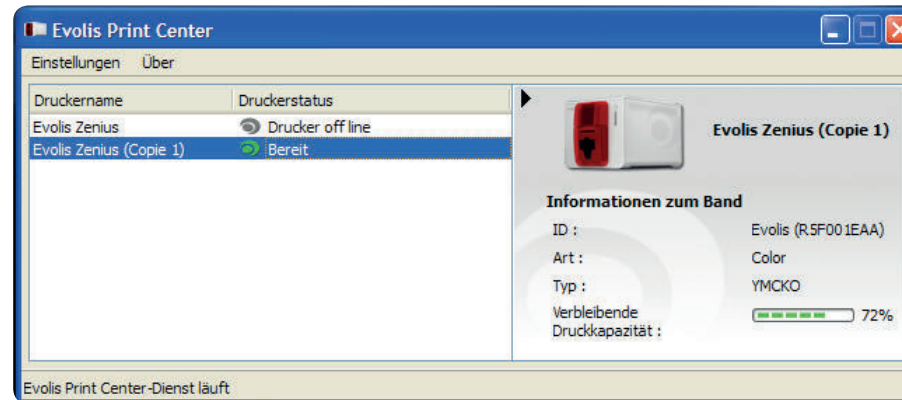 Evolis Print Center
Einstellungen Über
Druckername Druckerstatus
Evolis Zenius Drucker off line
Evolis Zenius (Copie 1) Bereit
Evolis Zenius (Copie 1)
Informationen zum Band
ID : Evolis (R5F001EAA)
Art : Color
Typ : YMCKO
Verbleibende
Druckkapazität : 72%
Evolis Print Center-Dienst läuft